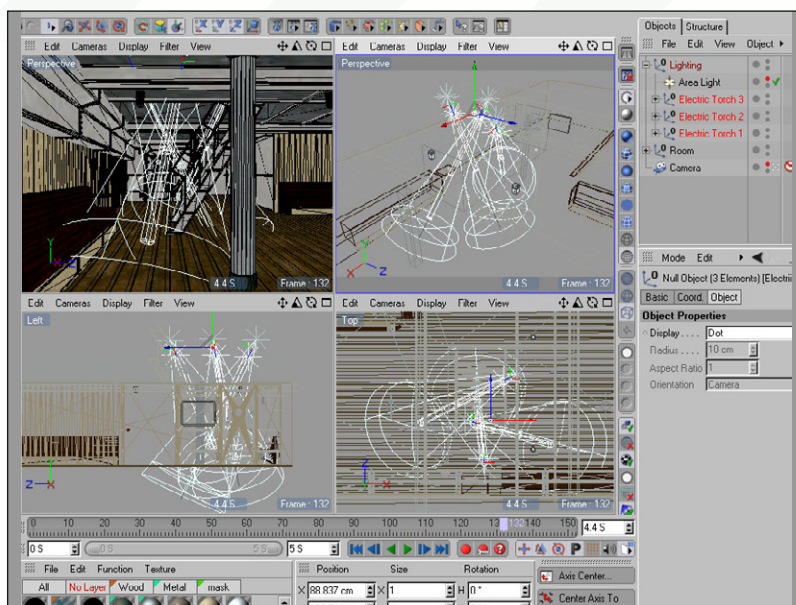 Objects Structure
File Edit View Object
Lighting
Area Light
Electric Torch 3
Electric Torch 2
Electric Torch 1
Room
Camera
Edit Cameras Display Filter View
Perspective
Y
X Z
4.4 S Frame : 132
Edit Cameras Display Filter View
Perspective
Y
X Z
4.4 S Frame : 132
Edit Cameras Display Filter View
Left
Y
Z X
4.4 S Frame : 132
Edit Cameras Display Filter View
Top
Z
Y X
4.4 S Frame : 132
Mode Edit
Null Object (3 Elements) [Electri
Basic Coord. Object
Object Properties
Display . . . . Dot
Radius . . . . 10 cm
Aspect Ratio 1
Orientation Camera
0 10 20 30 40 50 60 70 80 90 100 110 120 13 132 140 150 4.4 S
0 S 0 S 5 S 5 S
P
File Edit Function Texture
All No Layer Wood Metal mask
Position Size Rotation
X 88.837 cm X 1 H 0 °
Axis Center...
Center Axis To